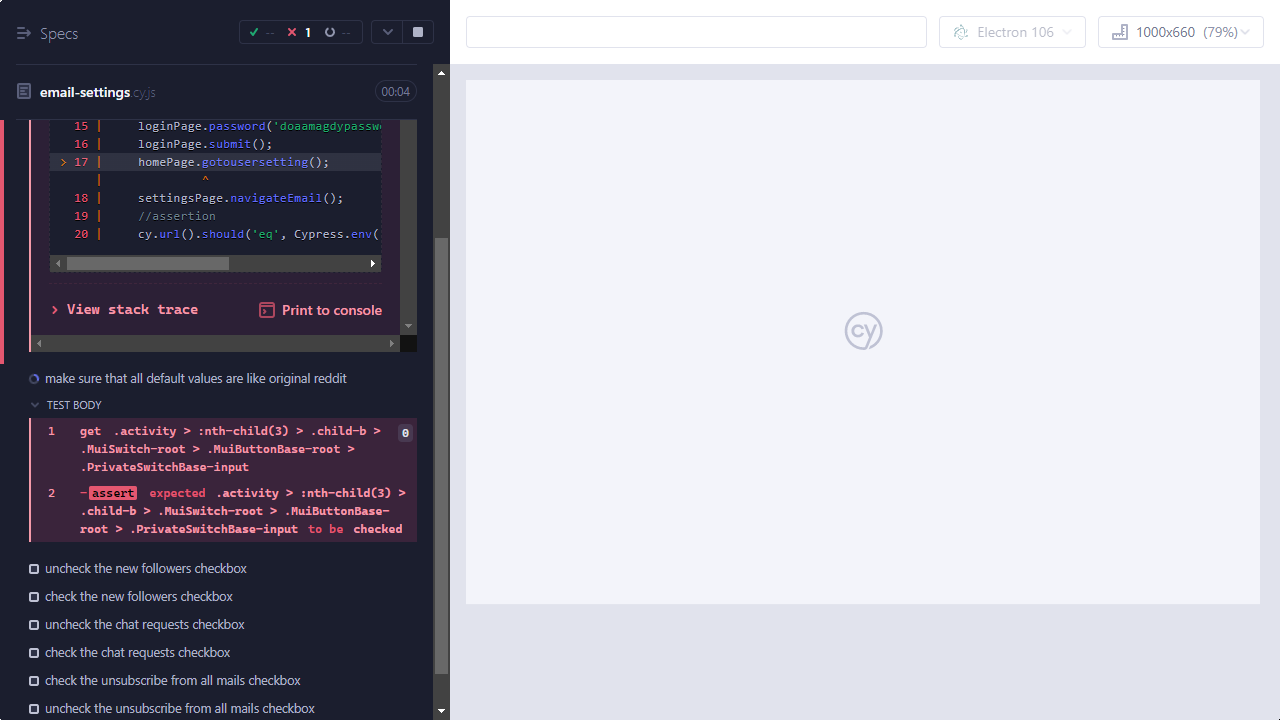 Specs
-- 1 --
email-settings.cy.js 00:04
15 | loginPage.password('doaamagdypassw
16 | loginPage.submit();
> 17 | homePage.gotousersetting();
| ^
18 | settingsPage.navigateEmail();
19 | //assertion
20 | cy.url().should('eq', Cypress.env(
View stack trace Print to console
make sure that all default values are like original reddit
TEST BODY
1 get .activity > :nth-child(3) > .child-b > 0
.MuiSwitch-root > .MuiButtonBase-root >
.PrivateSwitchBase-input
2 -assert expected .activity > :nth-child(3) >
.child-b > .MuiSwitch-root > .MuiButtonBase-
root > .PrivateSwitchBase-input to be checked
uncheck the new followers checkbox
check the new followers checkbox
uncheck the chat requests checkbox
check the chat requests checkbox
check the unsubscribe from all mails checkbox
uncheck the unsubscribe from all mails checkbox
Electron 106
1000x660 (79%)
cy